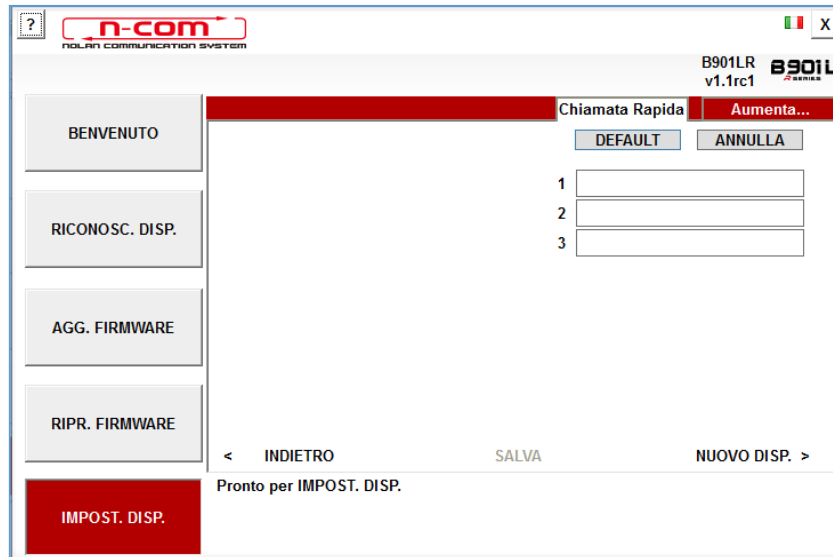 ?
n-com
NOLAN COMMUNICATION SYSTEM
X
B901LR
v1.1rc1
B901L
R SERIES
BENVENUTO
RICONOSC. DISP.
AGG. FIRMWARE
RIPR. FIRMWARE
IMPOST. DISP.
Chiamata Rapida
Aumenta...
DEFAULT
ANNULLA
1
2
3
< INDIETRO
SALVA
NUOVO DISP. >
Pronto per IMPOST. DISP.